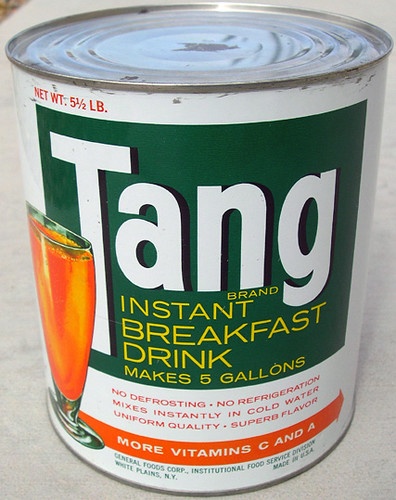 NET WT. 5½ LB.
Tang
BRAND
INSTANT
BREAKFAST
DRINK
MAKES 5 GALLONS
NO DEFROSTING • NO REFRIGERATION
MIXES INSTANTLY IN COLD WATER
UNIFORM QUALITY • SUPERB FLAVOR
MORE VITAMINS C AND A
GENERAL FOODS CORP., INSTITUTIONAL FOOD SERVICE DIVISION
WHITE PLAINS, N.Y. MADE IN U.S.A.